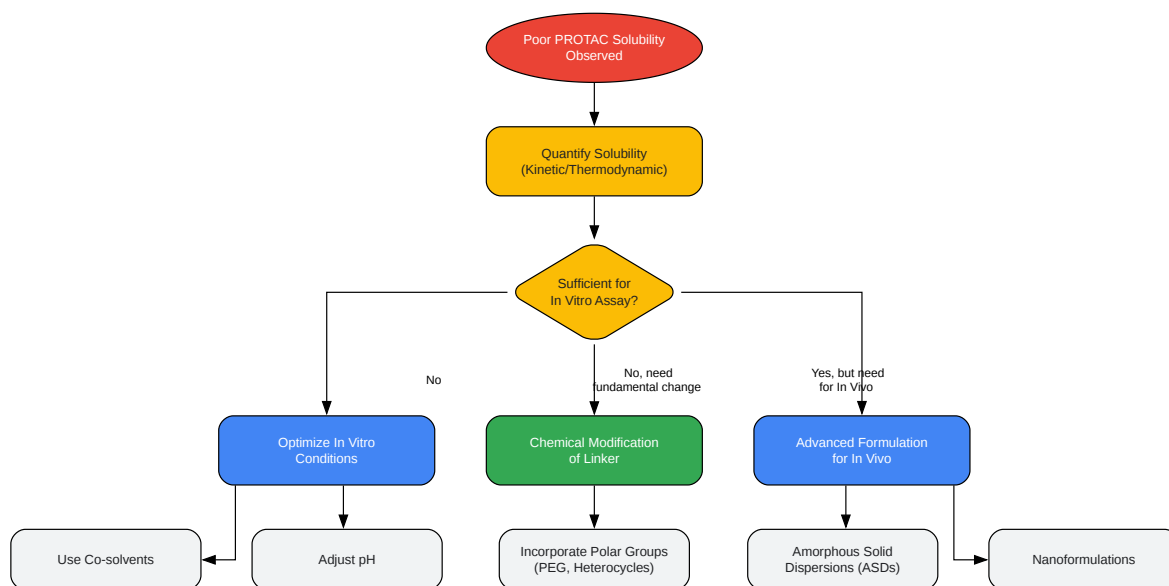 Poor PROTAC Solubility
Observed
Quantify Solubility
(Kinetic/Thermodynamic)
Sufficient for
In Vitro Assay?
No
No, need
fundamental change
Yes, but need
for In Vivo
Optimize In Vitro
Conditions
Chemical Modification
of Linker
Advanced Formulation
for In Vivo
Use Co-solvents
Adjust pH
Incorporate Polar Groups
(PEG, Heterocycles)
Amorphous Solid
Dispersions (ASDs)
Nanoformulations